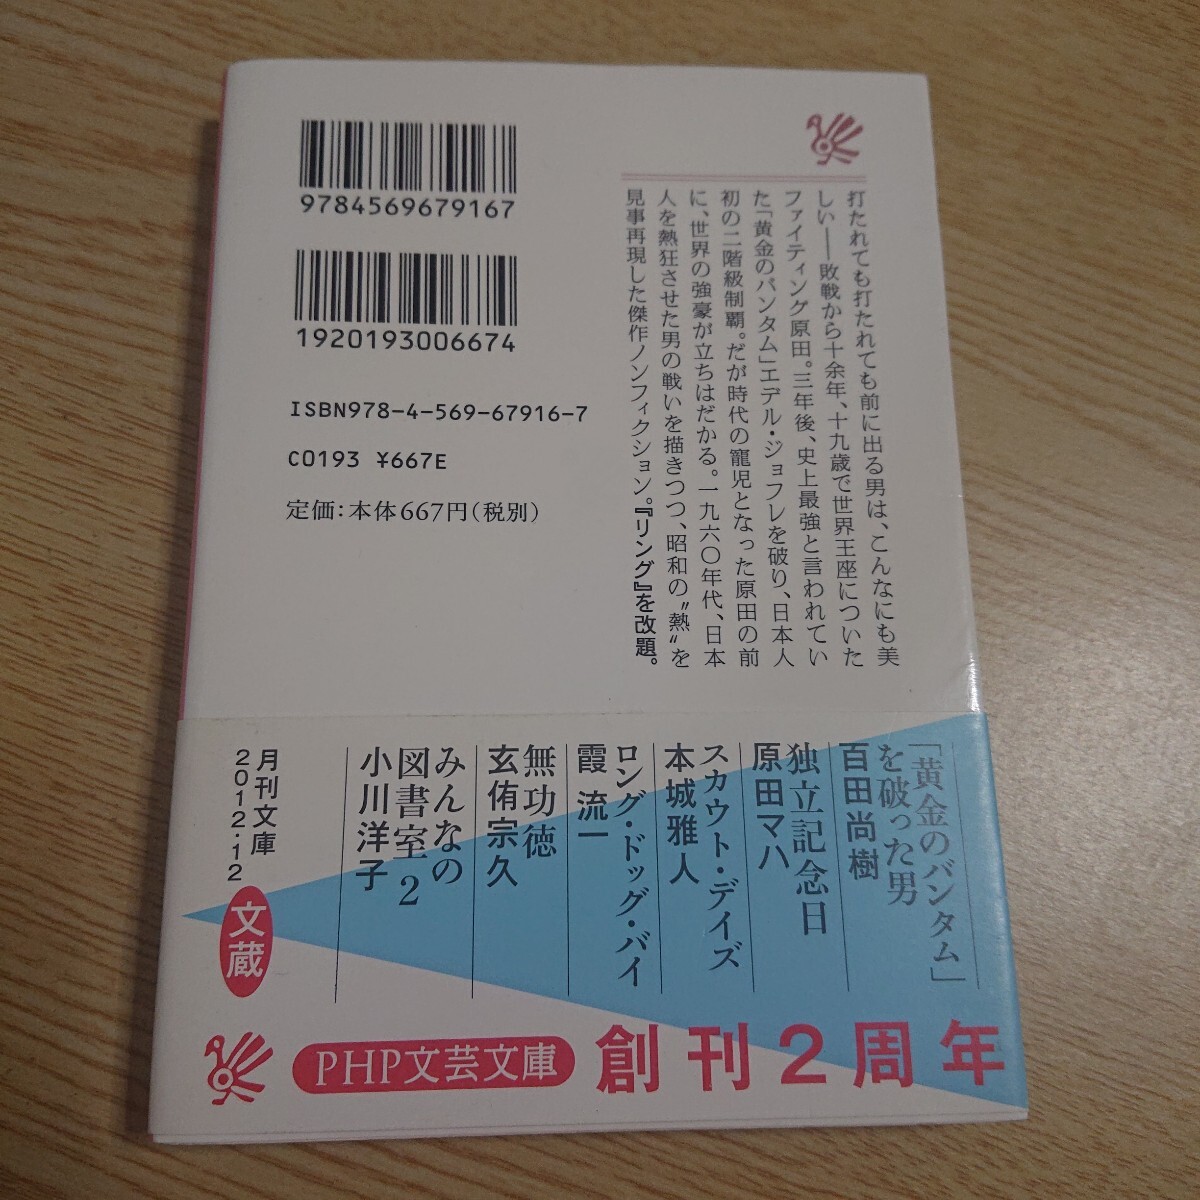 9784569679167
1920193006674
ISBN978-4-569-67916-7
C0193 ¥667E
定価:本体667円(税別)
打たれても打たれても前に出る男は、こんなにも美
しい――敗戦から十余年、十九歳で世界王座についた
ファイティング原田。三年後、史上最強と言われてい
た「黄金のバンタム」エデル・ジョフレを破り、日本人
初の二階級制覇。だが時代の寵児となった原田の前
に、世界の強豪が立ちはだかる。一九六〇年代、日本
人を熱狂させた男の戦いを描きつつ、昭和の〝熱〟を
見事再現した傑作ノンフィクション。『リング』を改題。
「黄金のバンタム」
を破った男
百田尚樹
独立記念日
原田マハ
スカウト・デイズ
本城雅人
ロング・ドッグ・バイ
霞 流一
無功徳
玄侑宗久
みんなの
図書室2
小川洋子
月刊文庫
2012・12
文蔵
PHP文芸文庫
創刊2周年